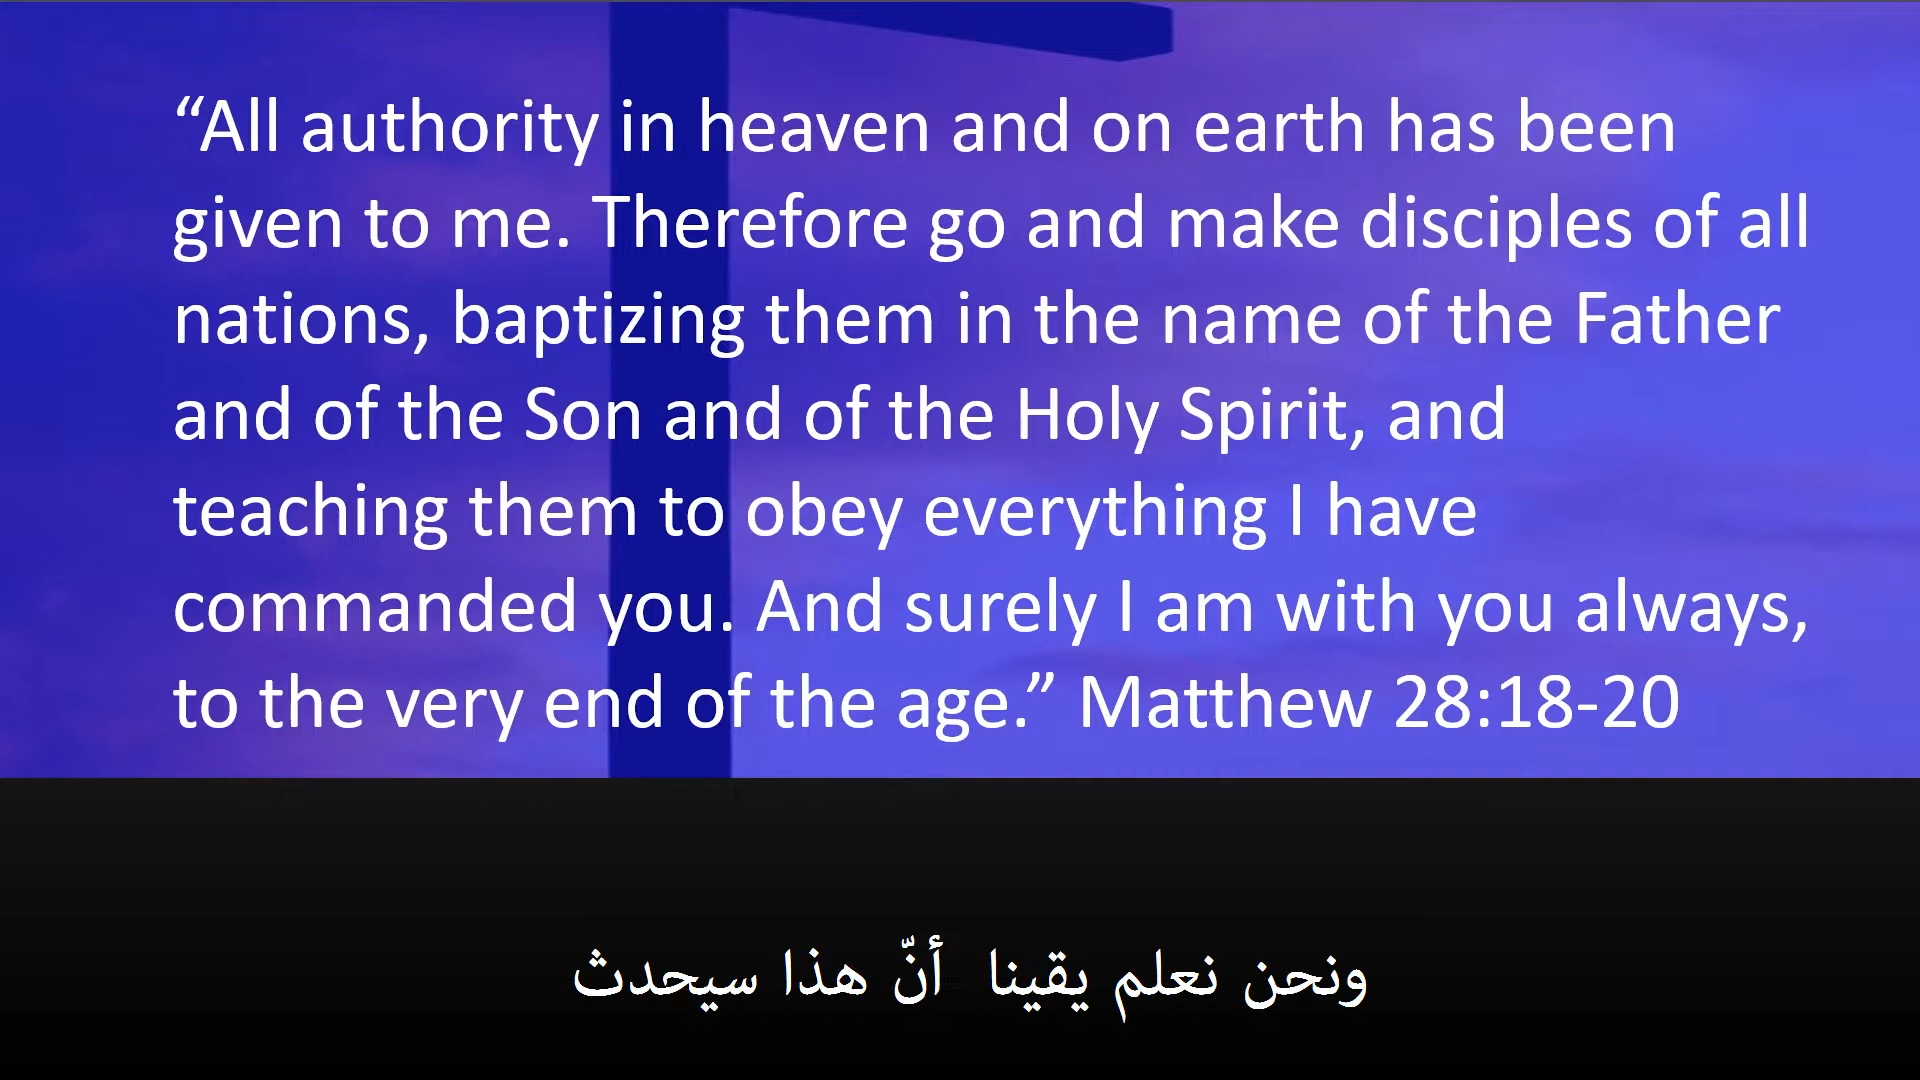 “All authority in heaven and on earth has been
given to me. Therefore go and make disciples of all
nations, baptizing them in the name of the Father
and of the Son and of the Holy Spirit, and
teaching them to obey everything I have
commanded you. And surely I am with you always,
to the very end of the age.” Matthew 28:18-20
ونحن نعلم يقينا أنّ هذا سيحدث